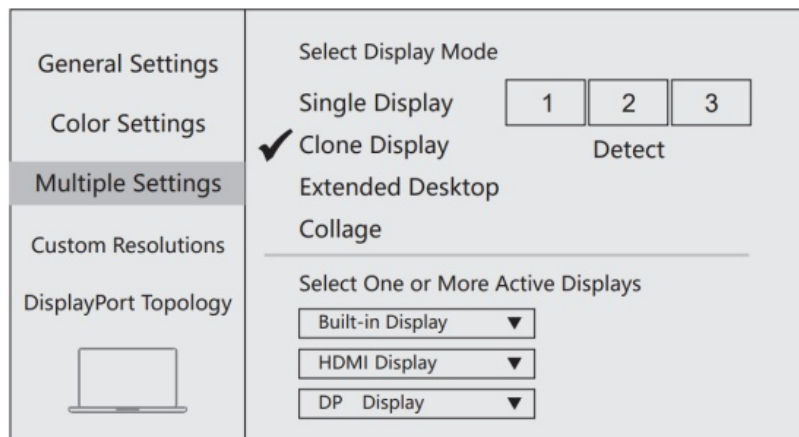 General Settings
Color Settings
Multiple Settings
Custom Resolutions
DisplayPort Topology
Select Display Mode
Single Display
1 2 3
Clone Display
Detect
Extended Desktop
Collage
Select One or More Active Displays
Built-in Display
HDMI Display
DP Display